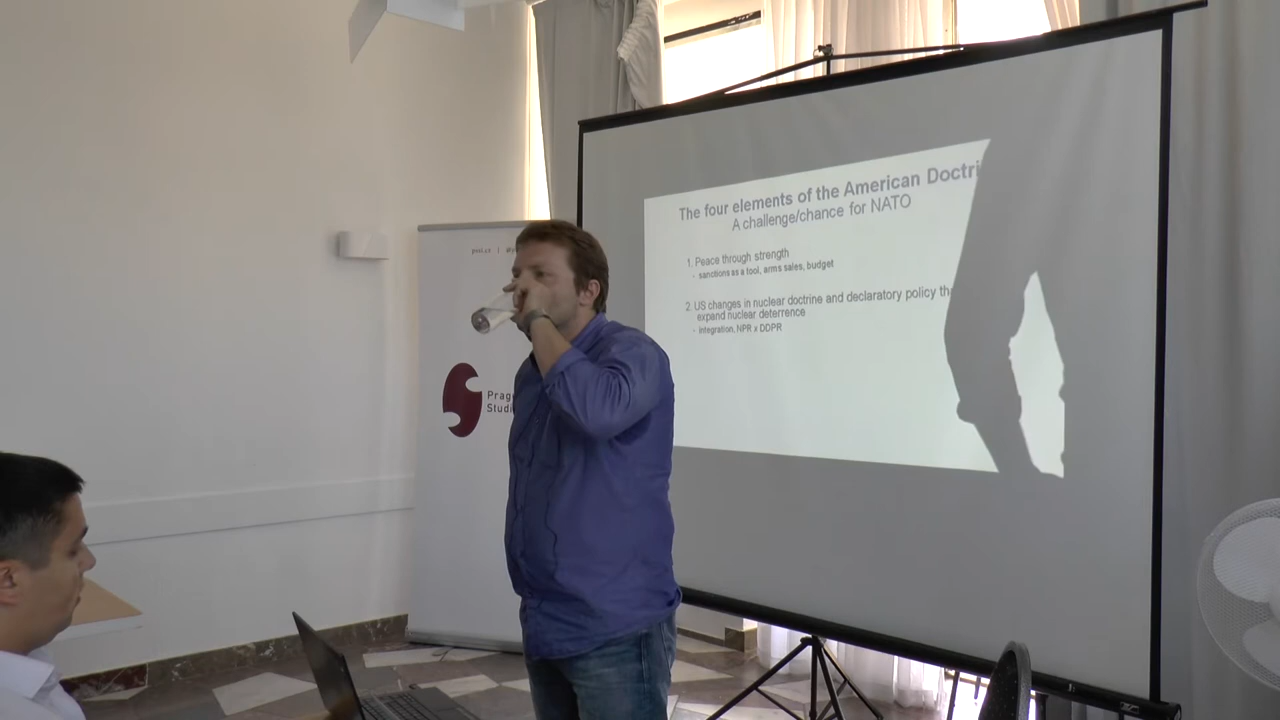 The four elements of the American Doctri
A challenge/chance for NATO
1. Peace through strength
- sanctions as a tool, arms sales, budget
2. US changes in nuclear doctrine and declaratory policy
expand nuclear deterrence
- integration, NPR x DDPR
Prag
Studi